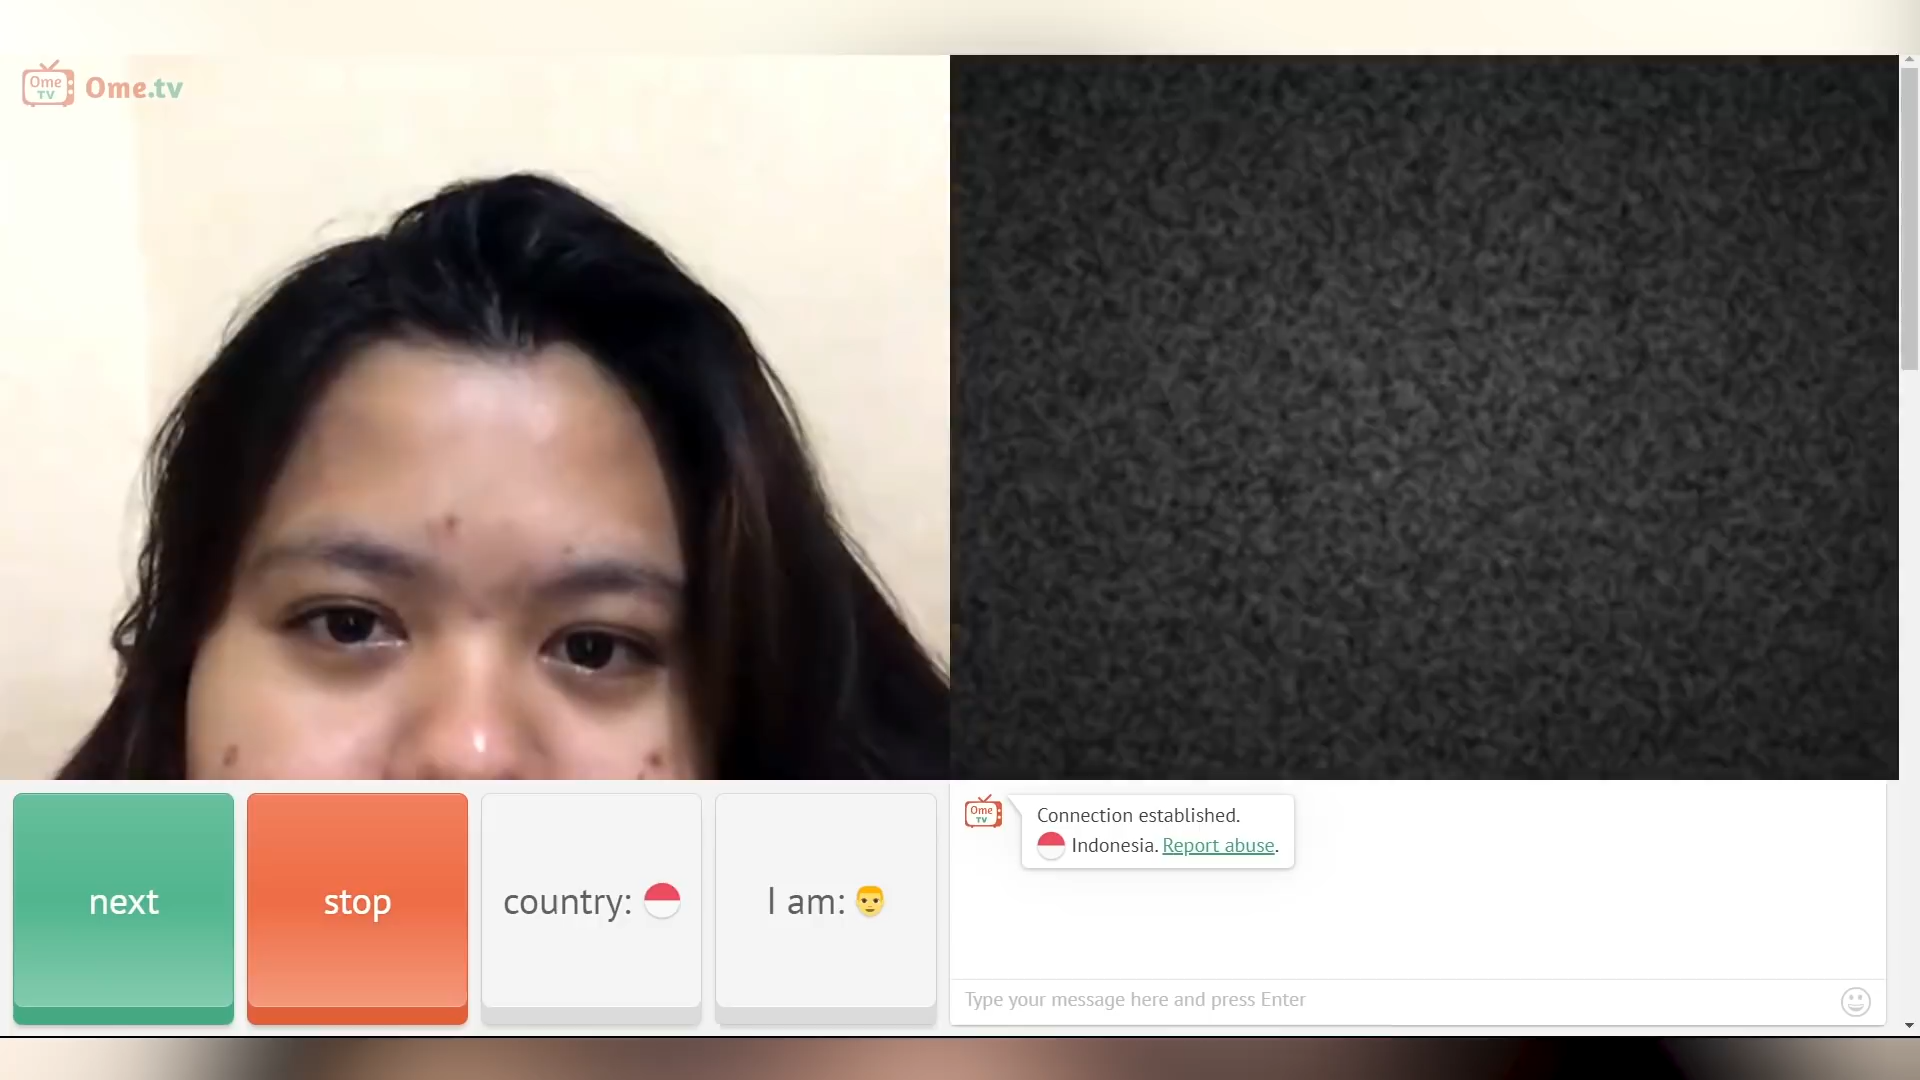 Ome
TV
Ome.tv
next
stop
country:
I am:
Ome
TV
Connection established.
Indonesia. Report abuse.
Type your message here and press Enter